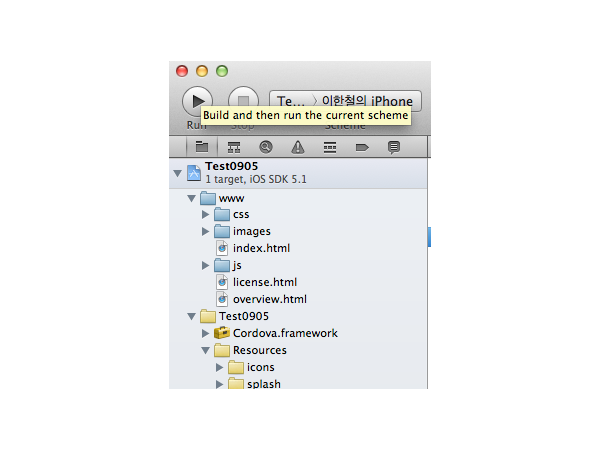 Te... 〉 이한철의 iPhone
Build and then run the current scheme
Run Stop Scheme
Test0905
1 target, iOS SDK 5.1
www
css
images
index.html
js
license.html
overview.html
Test0905
Cordova.framework
Resources
icons
splash